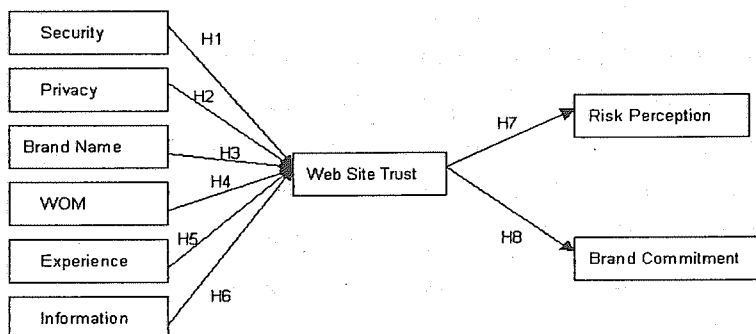 Security
H1
Privacy
H2
Brand Name
H3
WOM
H4
Experience
H5
Information
H6
Web Site Trust
H7
Risk Perception
H8
Brand Commitment